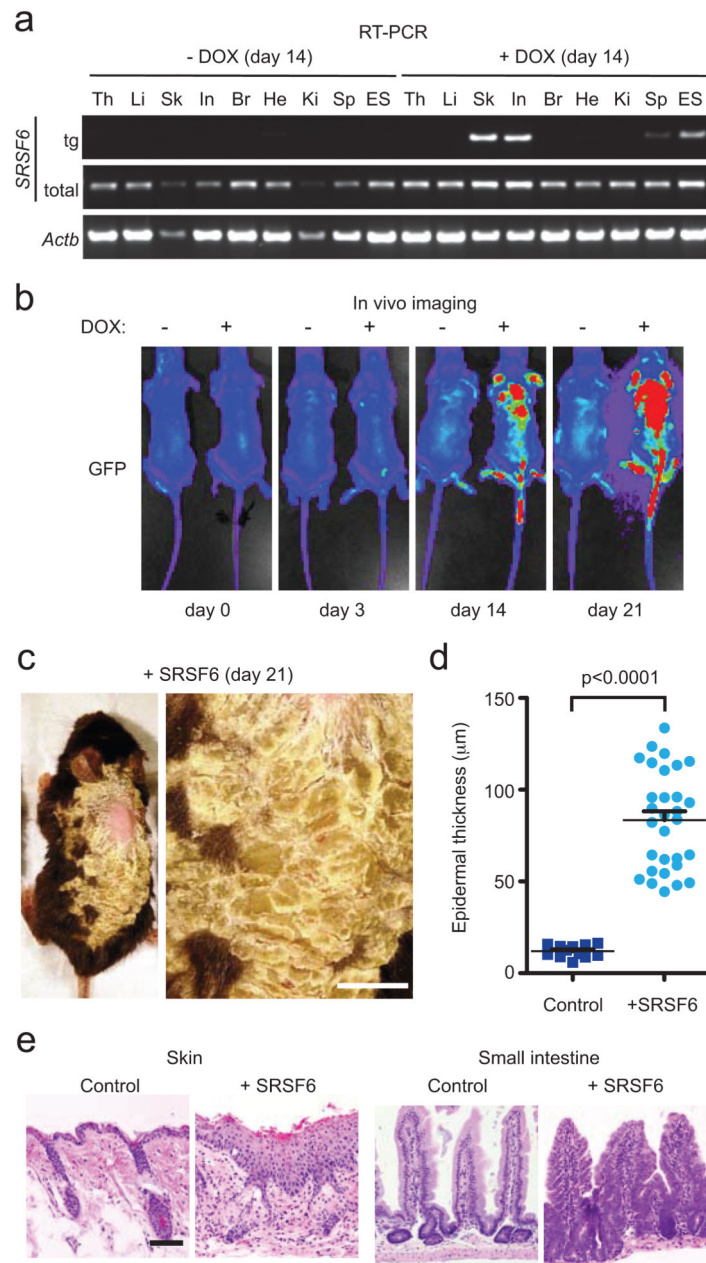 a
RT-PCR
- DOX (day 14) + DOX (day 14)
Th Li Sk In Br He Ki Sp ES Th Li Sk In Br He Ki Sp ES
SRSF6
tg
total
Actb
b
In vivo imaging
DOX: - + - + - + - +
GFP
day 0 day 3 day 14 day 21
c
+ SRSF6 (day 21)
d
p<0.0001
Epidermal thickness (μm)
150
100
50
0
Control +SRSF6
e
Skin Small intestine
Control + SRSF6 Control + SRSF6